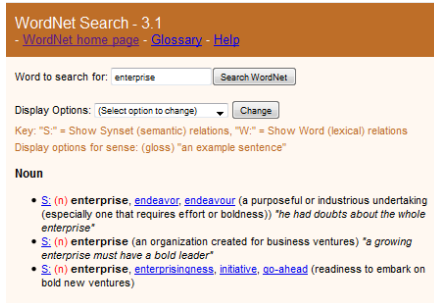 WordNet Search - 3.1
- WordNet home page - Glossary - Help
Word to search for: enterprise Search WordNet
Display Options: (Select option to change) Change
Key: "S:" = Show Synset (semantic) relations, "W:" = Show Word (lexical) relations
Display options for sense: (gloss) "an example sentence"
Noun
• S: (n) enterprise, endeavor, endeavour (a purposeful or industrious undertaking
(especially one that requires effort or boldness)) "he had doubts about the whole
enterprise"
• S: (n) enterprise (an organization created for business ventures) "a growing
enterprise must have a bold leader"
• S: (n) enterprise, enterprisingness, initiative, go-ahead (readiness to embark on
bold new ventures)